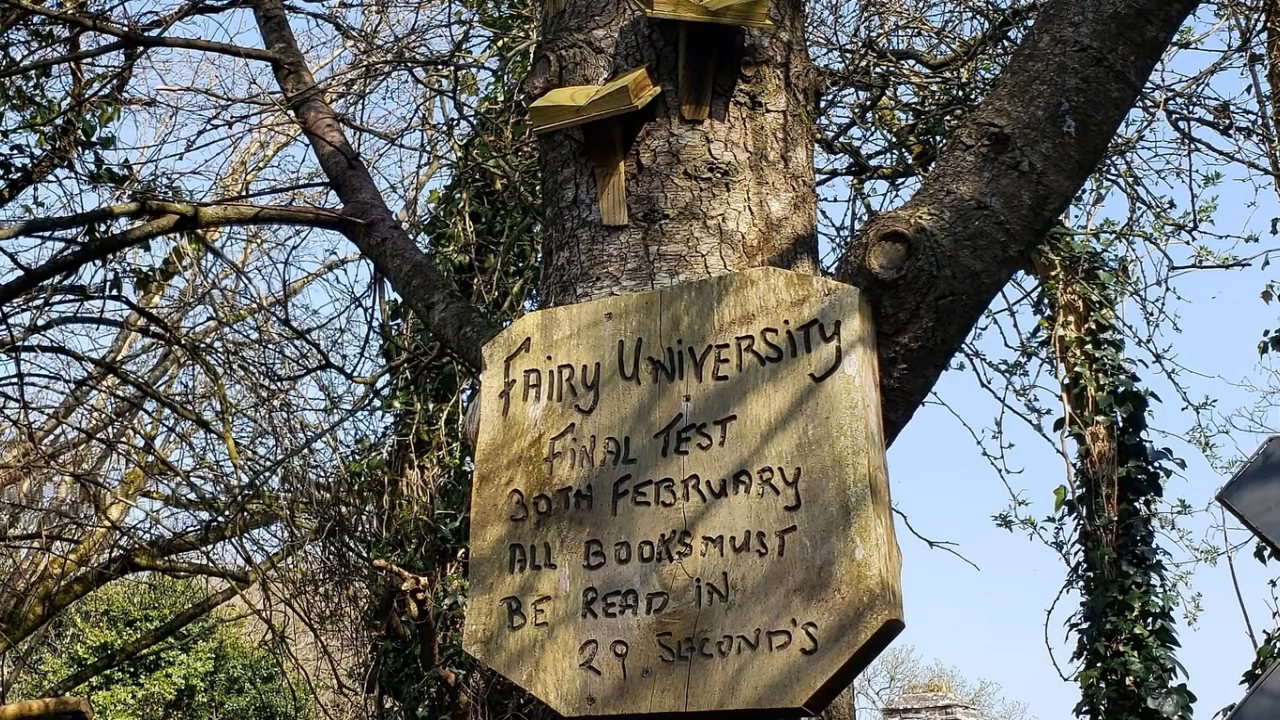 FAIRY UNIVERSITY
FINAL TEST
30TH FEBRUARY
ALL BOOKS MUST
BE READ IN
29 SECOND'S